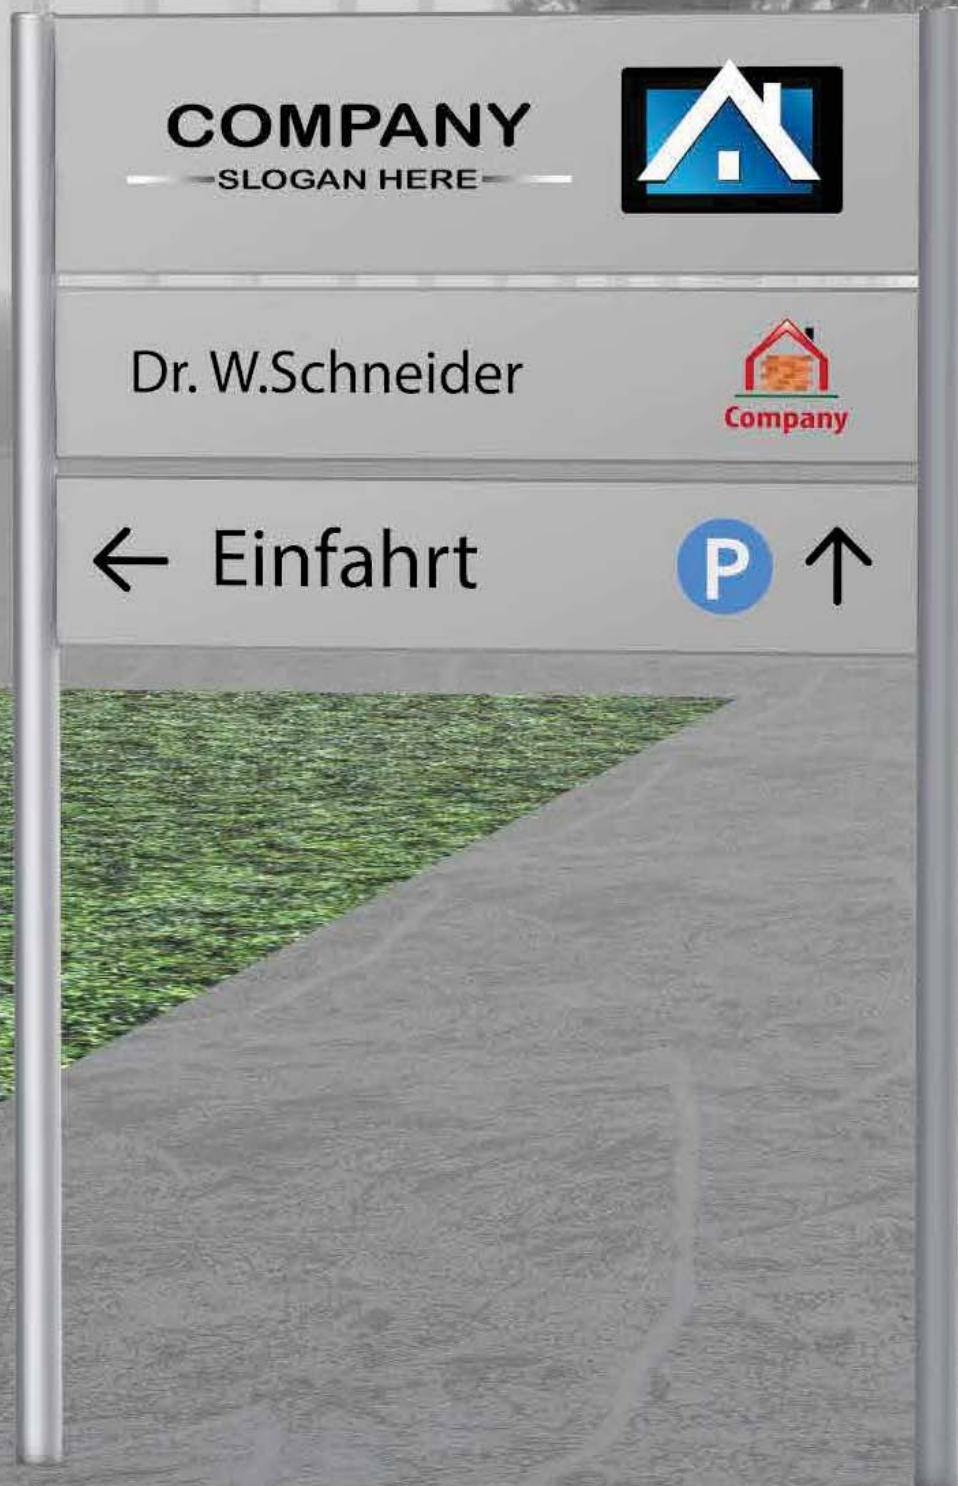 COMPANY
SLOGAN HERE
Dr. W.Schneider
Company
← Einfahrt P ↑